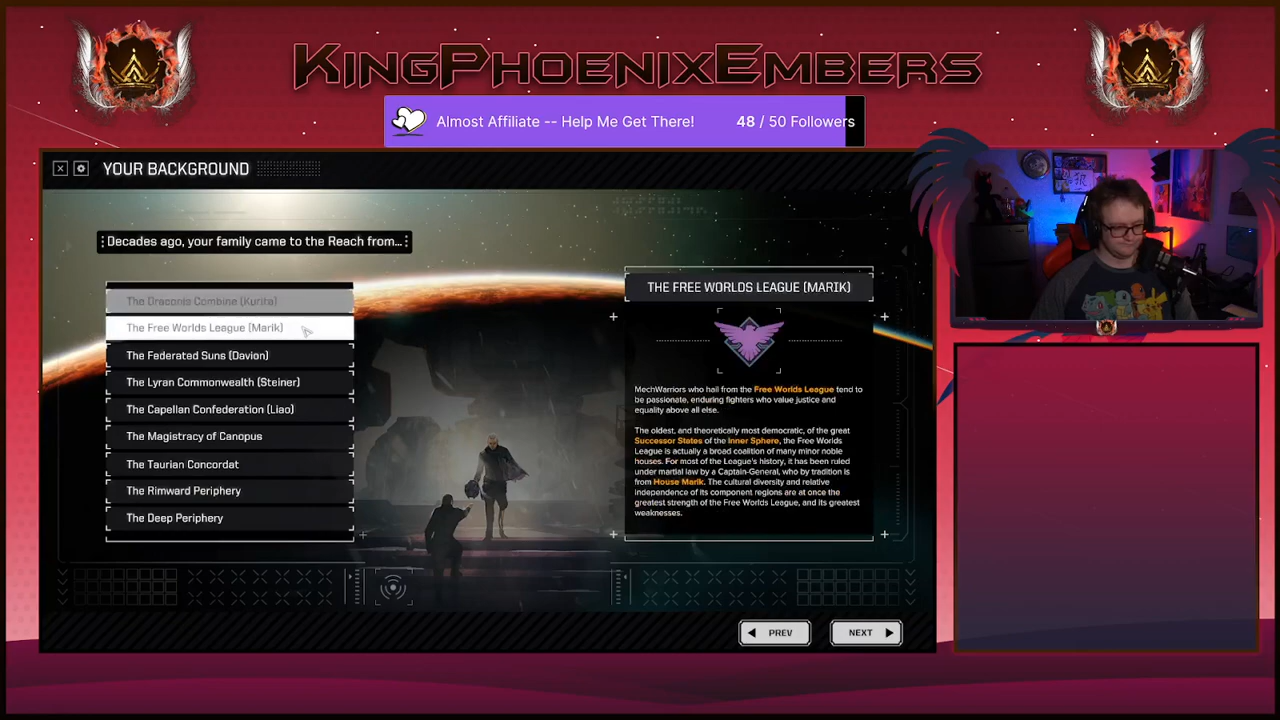 KingPhoenixEmbers
Almost Affiliate -- Help Me Get There! 48 / 50 Followers
YOUR BACKGROUND
Decades ago, your family came to the Reach from...
The Draconis Combine (Kurita)
The Free Worlds League (Marik)
The Federated Suns (Davion)
The Lyran Commonwealth (Steiner)
The Capellan Confederation (Liao)
The Magistracy of Canopus
The Taurian Concordat
The Rimward Periphery
The Deep Periphery
THE FREE WORLDS LEAGUE (MARIK)
MechWarriors who hail from the Free Worlds League tend to
be passionate, enduring fighters who value justice and
equality above all else.
The oldest, and theoretically most democratic, of the great
Successor States of the Inner Sphere, the Free Worlds
League is actually a broad coalition of many minor noble
houses. For most of the League's history, it has been ruled
under martial law by a Captain-General, who by tradition is
from House Marik. The cultural diversity and relative
independence of its component regions are at once the
greatest strength of the Free Worlds League, and its greatest
weaknesses.
PREV
NEXT